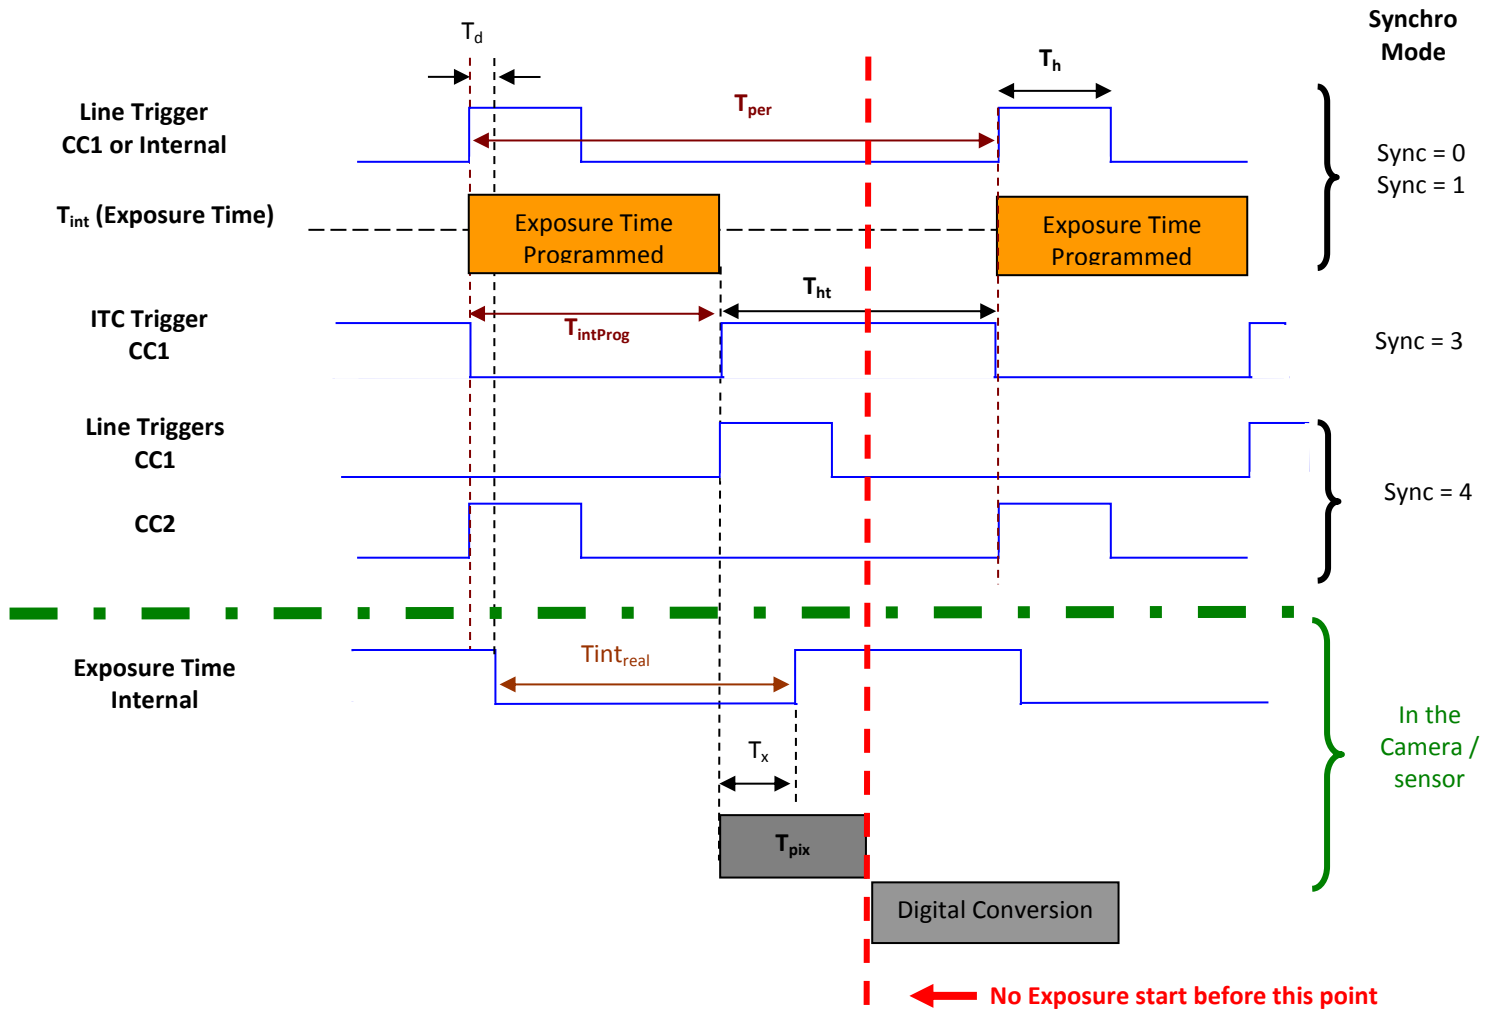 Synchro
Mode
Td
Th
Line Trigger
CC1 or Internal
Tper
Sync = 0
Sync = 1
Tint (Exposure Time)
Exposure Time
Programmed
Exposure Time
Programmed
Tht
ITC Trigger
CC1
TintProg
Sync = 3
Line Triggers
CC1
Sync = 4
CC2
Exposure Time
Internal
Tintreal
In the
Camera /
sensor
Tx
Tpix
Digital Conversion
No Exposure start before this point